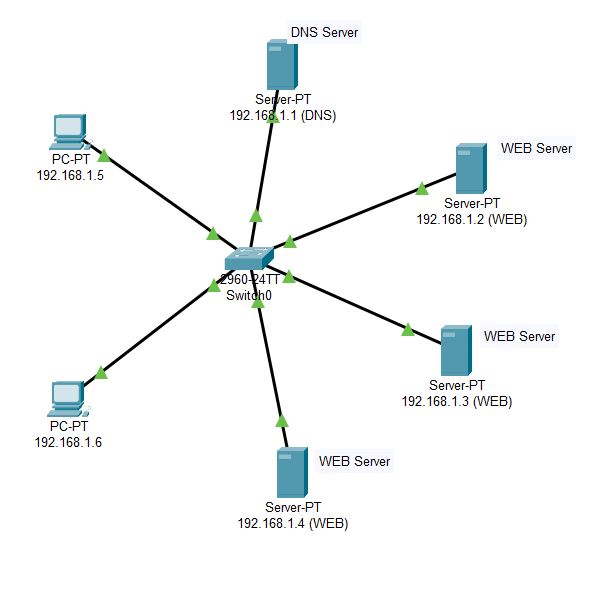 DNS Server
Server-PT
192.168.1.1 (DNS)
PC-PT
192.168.1.5
WEB Server
Server-PT
192.168.1.2 (WEB)
2960-24TT
Switch0
WEB Server
Server-PT
192.168.1.3 (WEB)
PC-PT
192.168.1.6
WEB Server
Server-PT
192.168.1.4 (WEB)